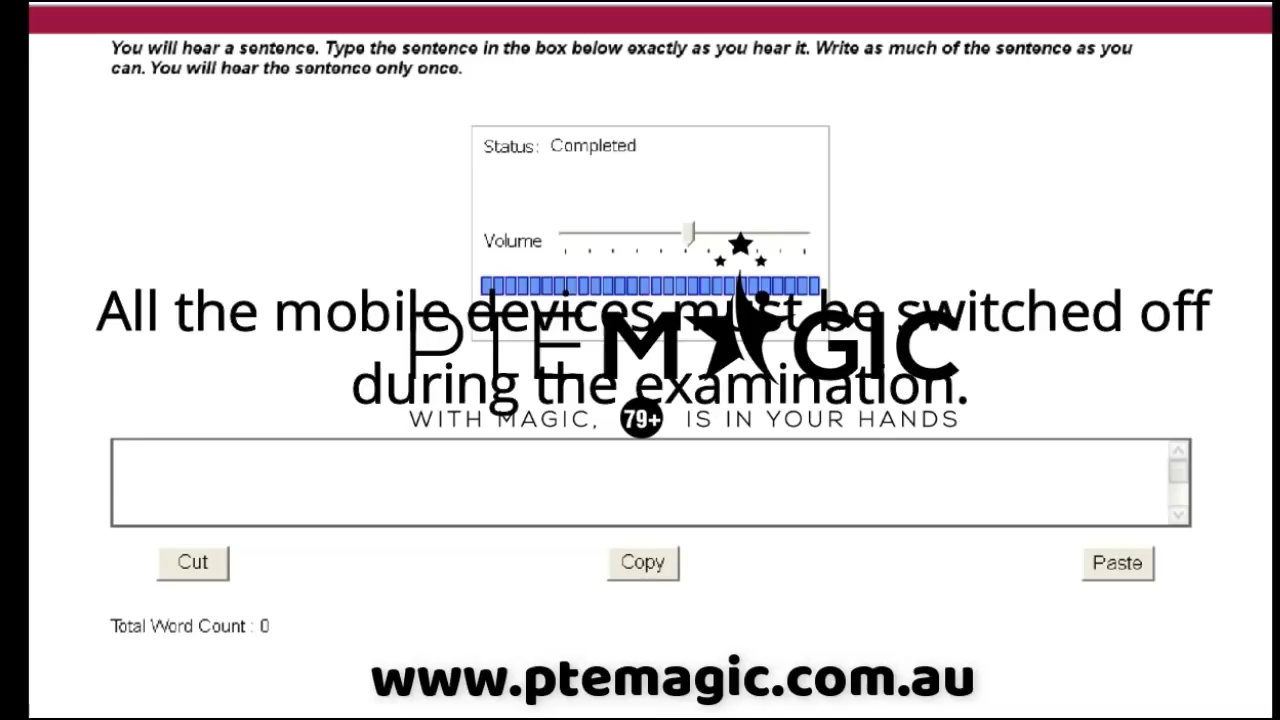 You will hear a sentence. Type the sentence in the box below exactly as you hear it. Write as much of the sentence as you
can. You will hear the sentence only once.
Status: Completed
Volume
All the mobile devices must be switched off
PTE MAGIC
during the examination.
WITH MAGIC, 79+ IS IN YOUR HANDS
Cut Copy Paste
Total Word Count : 0
www.ptemagic.com.au